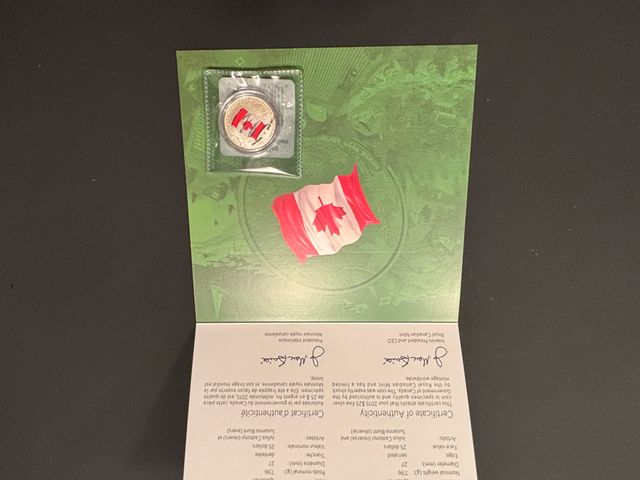 Nominal weight (g): 7.96
Diameter (mm): 27
Edge: serrated
Face value: 25 dollars
Artists: Julius Csotonyi (reverse) and
Susanna Blunt (obverse)
Certificate of Authenticity
This certificate attests that your 2015 $25 fine silver
coin is specimen quality and is authorized by the
Government of Canada. The coin was expertly struck
by the Royal Canadian Mint and has a limited
mintage worldwide.
Interim President and CEO
Royal Canadian Mint
Poids nominal (g) : 7,96
Diamètre (mm) : 27
Tranche : dentelée
Valeur nominale : 25 dollars
Artistes : Julius Csotonyi (revers) et
Susanna Blunt (avers)
Certificat d'authenticité
Autorisée par le gouvernement du Canada, cette pièce
de 25 $ en argent fin, millésimée 2015, est de qualité
spécimen. Elle a été frappée de façon experte par la
Monnaie royale canadienne, et son tirage mondial est
limité.
Président intérimaire
Monnaie royale canadienne